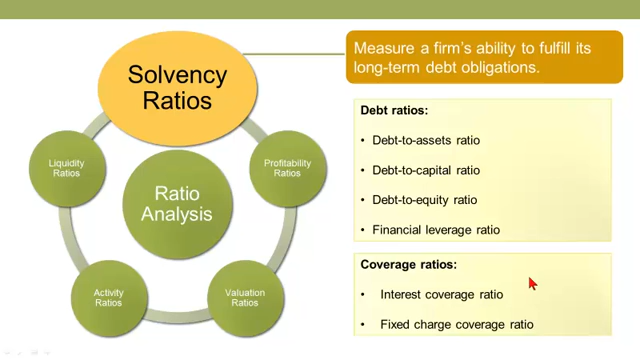 Solvency
Ratios
Measure a firm's ability to fulfill its
long-term debt obligations.
Liquidity
Ratios
Profitability
Ratios
Ratio
Analysis
Activity
Ratios
Valuation
Ratios
Debt ratios:
• Debt-to-assets ratio
• Debt-to-capital ratio
• Debt-to-equity ratio
• Financial leverage ratio
Coverage ratios:
• Interest coverage ratio
• Fixed charge coverage ratio